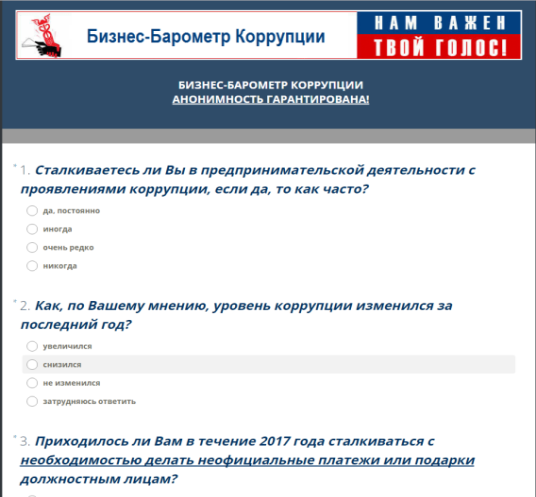 Бизнес-Барометр Коррупции
НАМ ВАЖЕН
ТВОЙ ГОЛОС!
БИЗНЕС-БАРОМЕТР КОРРУПЦИИ
АНОНИМНОСТЬ ГАРАНТИРОВАНА!
* 1. Сталкиваетесь ли Вы в предпринимательской деятельности с
проявлениями коррупции, если да, то как часто?
да, постоянно
иногда
очень редко
никогда
* 2. Как, по Вашему мнению, уровень коррупции изменился за
последний год?
увеличился
снизился
не изменился
затрудняюсь ответить
* 3. Приходилось ли Вам в течение 2017 года сталкиваться с
необходимостью делать неофициальные платежи или подарки
должностным лицам?